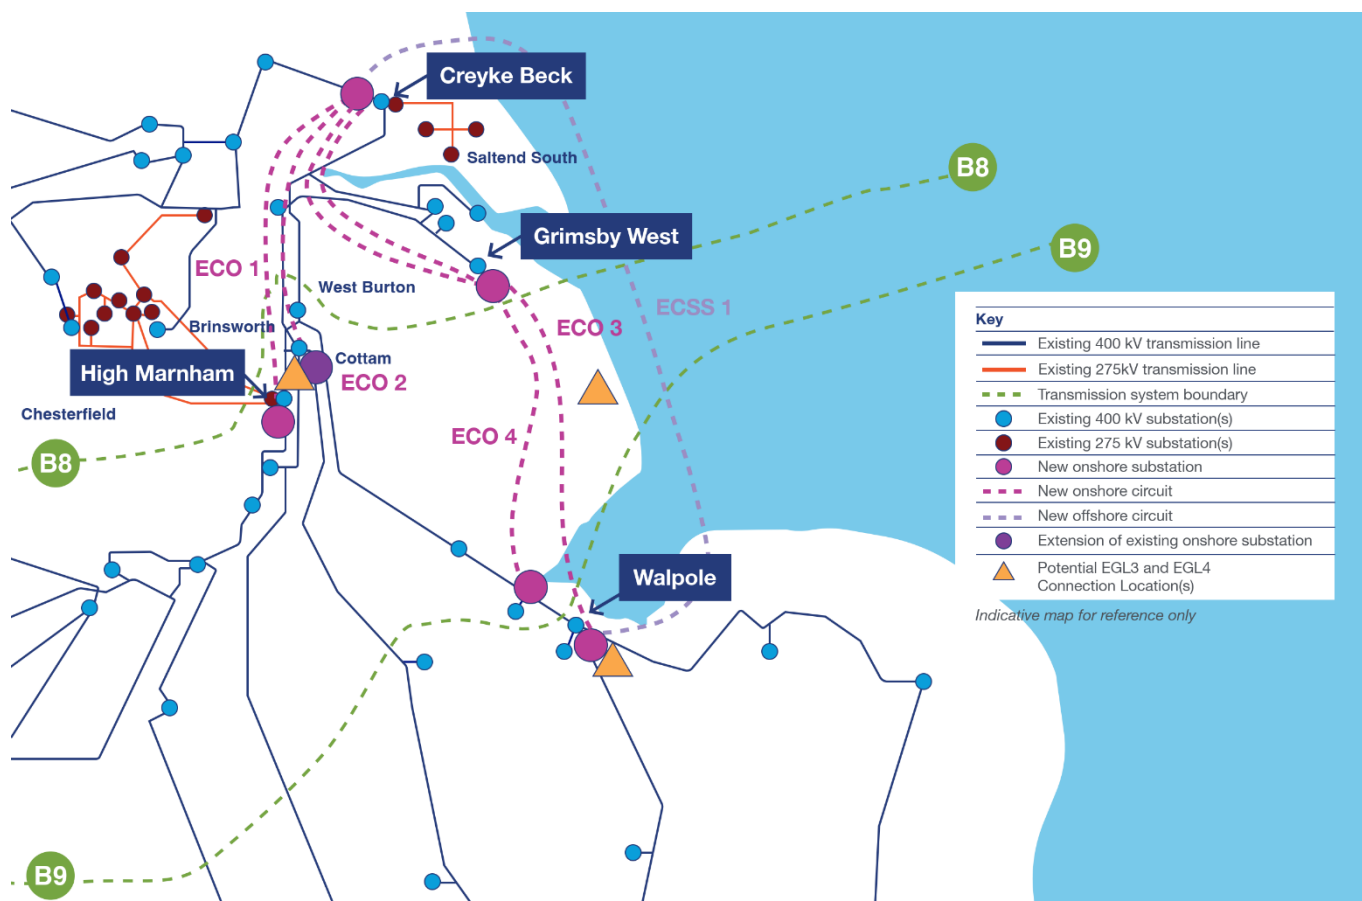 Creyke Beck
Saltend South
B8
Grimsby West
B9
ECO 1
West Burton
ECSS 1
ECO 3
Brinsworth
Cottam
High Marnham
ECO 2
Chesterfield
ECO 4
B8
Walpole
B9
Key
Existing 400 kV transmission line
Existing 275kV transmission line
Transmission system boundary
Existing 400 kV substation(s)
Existing 275 kV substation(s)
New onshore substation
New onshore circuit
New offshore circuit
Extension of existing onshore substation
Potential EGL3 and EGL4
Connection Location(s)
Indicative map for reference only